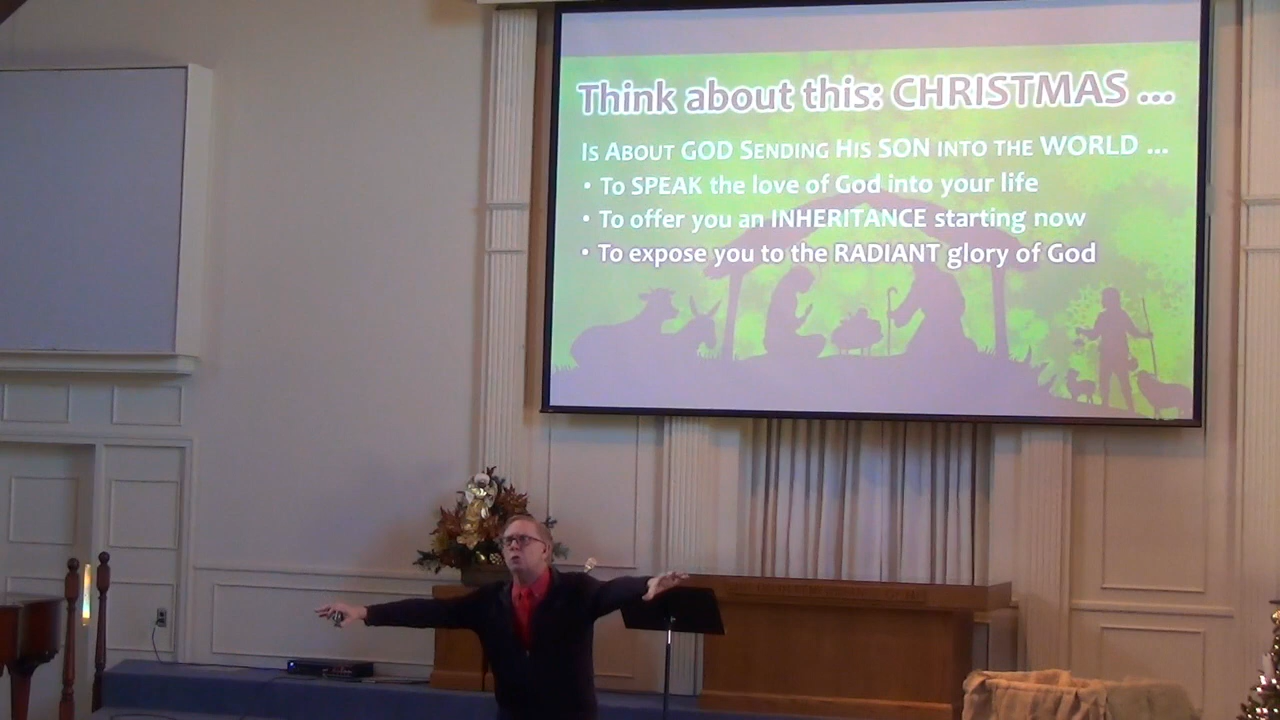 Think about this: CHRISTMAS ...
IS ABOUT GOD SENDING HIS SON INTO THE WORLD ...
• To SPEAK the love of God into your life
• To offer you an INHERITANCE starting now
• To expose you to the RADIANT glory of God